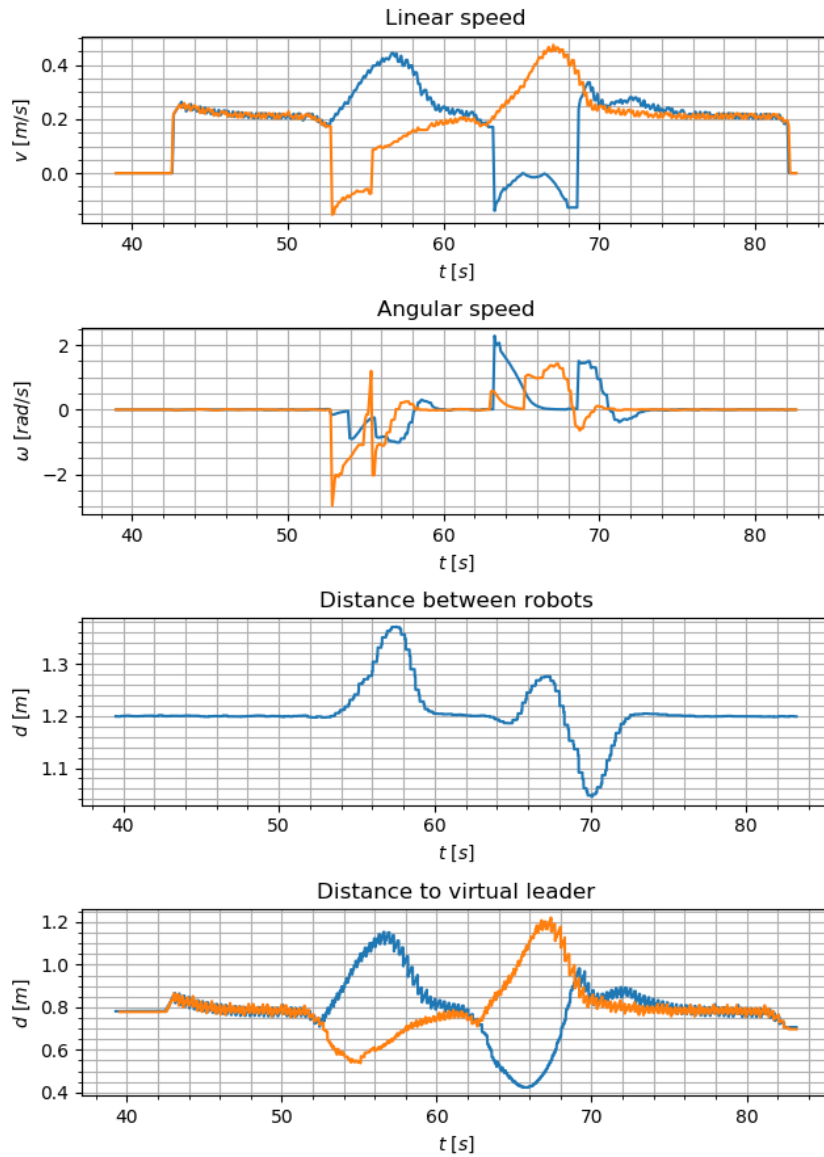 Linear speed
0.4
0.2
0.0
v [m/s]
40 50 60 70 80
t [s]
Angular speed
2
0
−2
ω [rad/s]
40 50 60 70 80
t [s]
Distance between robots
1.3
1.2
1.1
d [m]
40 50 60 70 80
t [s]
Distance to virtual leader
1.2
1.0
0.8
0.6
0.4
d [m]
40 50 60 70 80
t [s]